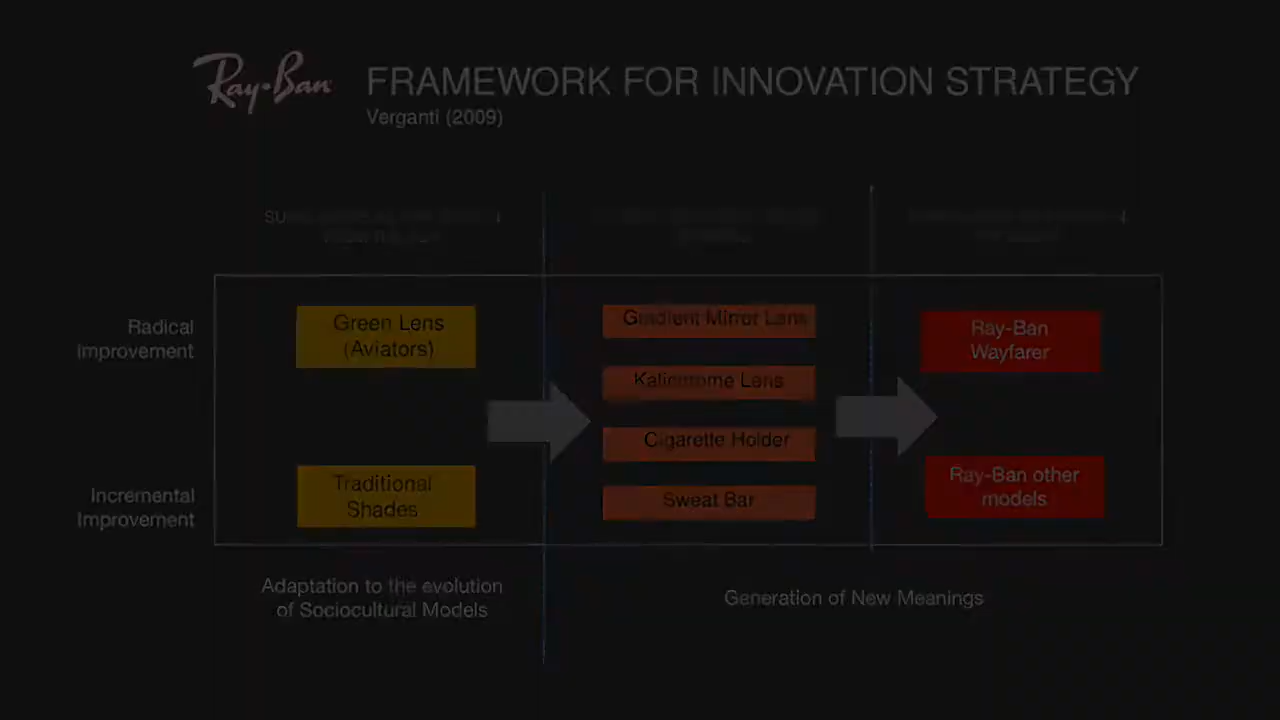 Ray-Ban
FRAMEWORK FOR INNOVATION STRATEGY
Verganti (2009)
Radical
Improvement
Green Lens
(Aviators)
Gradient Mirror Lens
Ray-Ban
Wayfarer
Kalichrome Lens
Cigarette Holder
Incremental
Improvement
Traditional
Shades
Sweat Bar
Ray-Ban other
models
Adaptation to the evolution
of Sociocultural Models
Generation of New Meanings